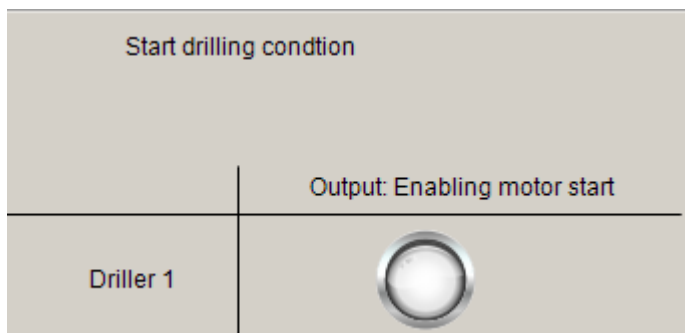 Start drilling condtion
Output: Enabling motor start
Driller 1